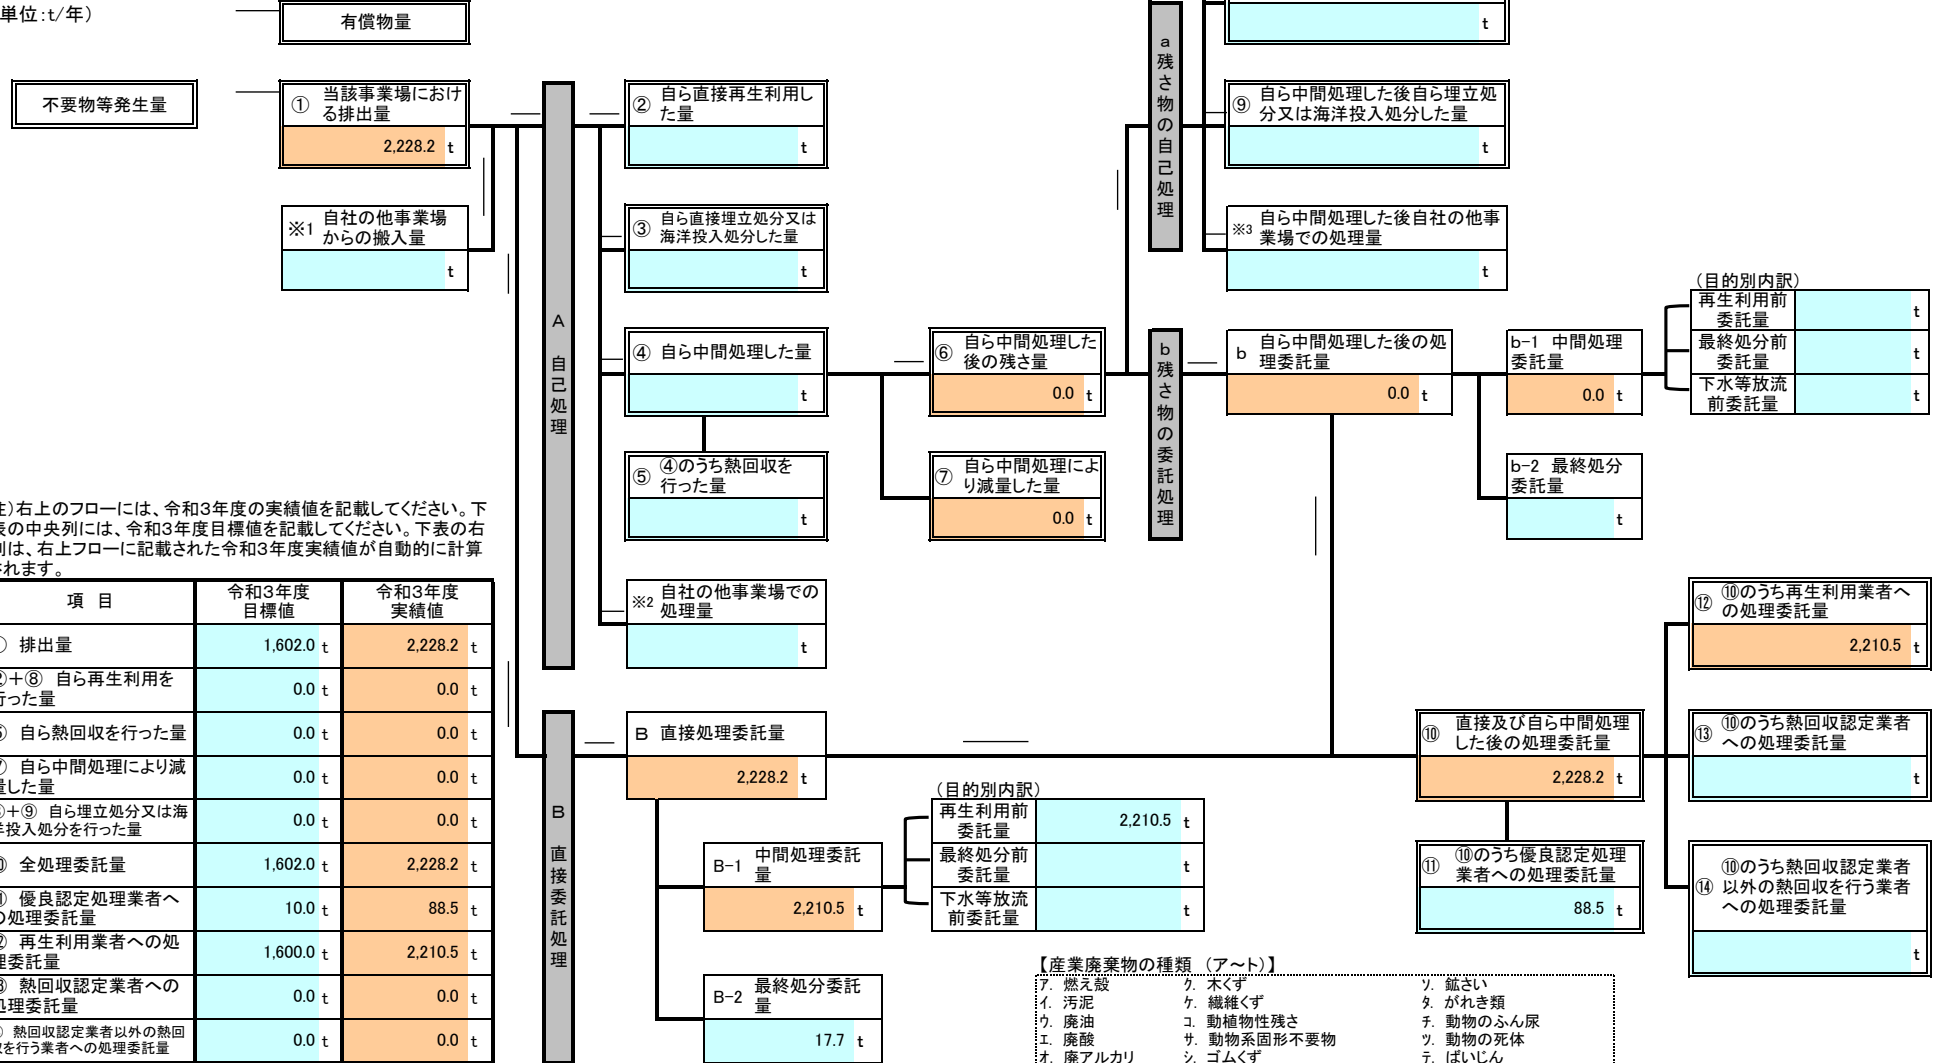 単位:t/年）
有償物量
不要物等発生量
① 当該事業場におけ
る排出量
2,228.2 t
※1 自社の他事業場
からの搬入量
t
A 自己処理
② 自ら直接再生利用し
た量
t
③ 自ら直接埋立処分又は
海洋投入処分した量
t
④ 自ら中間処理した量
t
⑤ ④のうち熱回収を
行った量
t
※2 自社の他事業場での
処理量
t
⑥ 自ら中間処理した
後の残さ量
0.0 t
⑦ 自ら中間処理によ
り減量した量
0.0 t
a 残さ物の自己処理
t
⑨ 自ら中間処理した後自ら埋立処
分又は海洋投入処分した量
t
※3 自ら中間処理した後自社の他事
業場での処理量
t
b 残さ物の委託処理
b 自ら中間処理した後の処
理委託量
0.0 t
b-1 中間処理
委託量
0.0 t
b-2 最終処分
委託量
t
（目的別内訳）
再生利用前
委託量
t
最終処分前
委託量
t
下水等放流
前委託量
t
注）右上のフローには、令和3年度の実績値を記載してください。下
表の中央列には、令和3年度目標値を記載してください。下表の右
列は、右上フローに記載された令和3年度実績値が自動的に計算
されます。
項 目
令和3年度
目標値
令和3年度
実績値
① 排出量 1,602.0 t 2,228.2 t
②＋⑧ 自ら再生利用を
行った量 0.0 t 0.0 t
⑤ 自ら熱回収を行った量 0.0 t 0.0 t
⑦ 自ら中間処理により減
量した量 0.0 t 0.0 t
③＋⑨ 自ら埋立処分又は海
洋投入処分を行った量 0.0 t 0.0 t
⑩ 全処理委託量 1,602.0 t 2,228.2 t
⑪ 優良認定処理業者へ
の処理委託量 10.0 t 88.5 t
⑫ 再生利用業者への処
理委託量 1,600.0 t 2,210.5 t
⑬ 熱回収認定業者への
処理委託量 0.0 t 0.0 t
⑭ 熱回収認定業者以外の熱回
収を行う業者への処理委託量 0.0 t 0.0 t
B 直接委託処理
B 直接処理委託量
2,228.2 t
B-1 中間処理委託
量
2,210.5 t
B-2 最終処分委託
量
17.7 t
（目的別内訳）
再生利用前
委託量
2,210.5 t
最終処分前
委託量
t
下水等放流
前委託量
t
⑩ 直接及び自ら中間処理
した後の処理委託量
2,228.2 t
⑪ ⑩のうち優良認定処理
業者への処理委託量
88.5 t
⑫ ⑩のうち再生利用業者へ
の処理委託量
2,210.5 t
⑬ ⑩のうち熱回収認定業者
への処理委託量
t
⑭ ⑩のうち熱回収認定業者
以外の熱回収を行う業者
への処理委託量
t
【産業廃棄物の種類 （ア～ト）】
ア. 燃え殻 ク. 木くず ソ. 鉱さい
イ. 汚泥 ケ. 繊維くず タ. がれき類
ウ. 廃油 コ. 動植物性残さ チ. 動物のふん尿
エ. 廃酸 サ. 動物系固形不要物 ツ. 動物の死体
オ. 廃アルカリ シ. ゴムくず テ. ばいじん